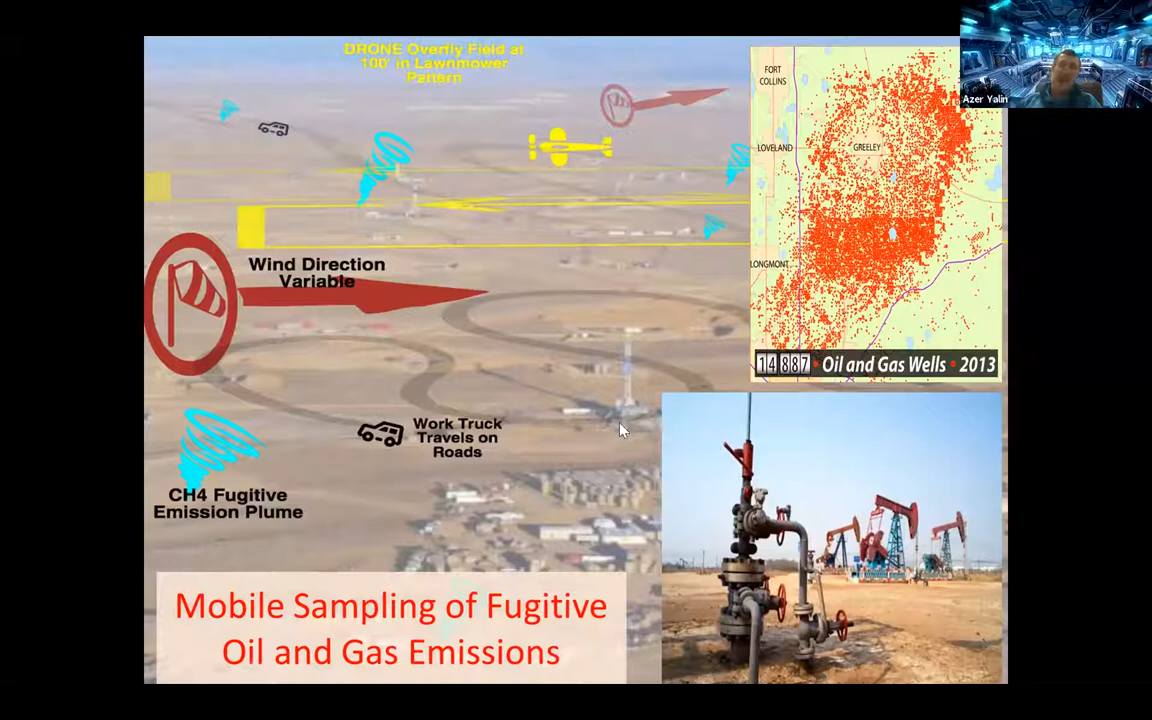 DRONE Overfly Field at
100' in Lawnmower
Pattern
Azer Yalin
FORT
COLLINS
LOVELAND
GREELEY
LONGMONT
14 887 • Oil and Gas Wells • 2013
Wind Direction
Variable
Work Truck
Travels on
Roads
CH4 Fugitive
Emission Plume
Mobile Sampling of Fugitive
Oil and Gas Emissions